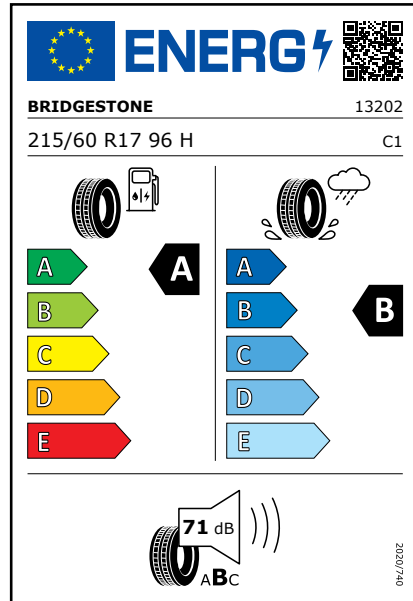 ENERG
BRIDGESTONE 13202
215/60 R17 96 H C1
A A A
B B B
C C
D D
E E
71 dB
ABC
2020/740